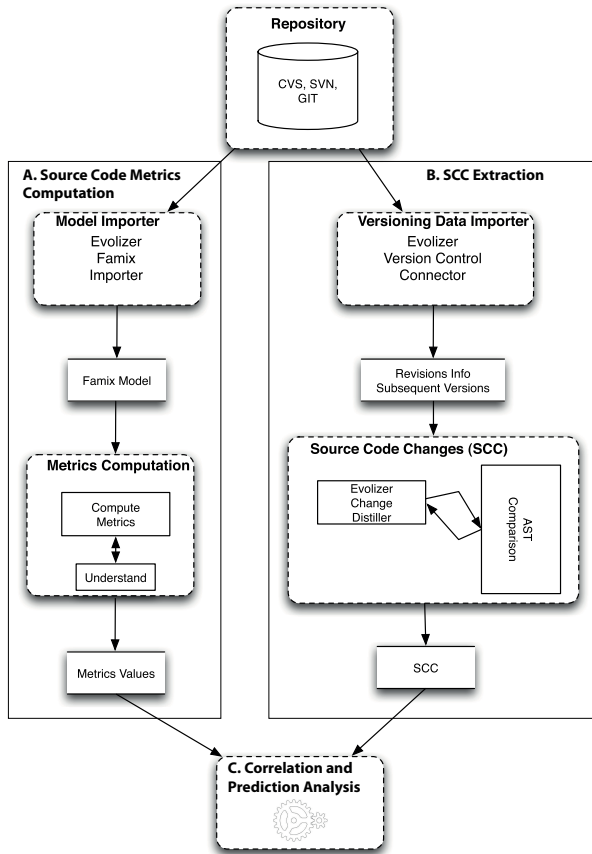 Repository
CVS, SVN,
GIT
A. Source Code Metrics
Computation
Model Importer
Evolizer
Famix
Importer
Famix Model
Metrics Computation
Compute
Metrics
Understand
Metrics Values
B. SCC Extraction
Versioning Data Importer
Evolizer
Version Control
Connector
Revisions Info
Subsequent Versions
Source Code Changes (SCC)
Evolizer
Change
Distiller
AST
Comparison
SCC
C. Correlation and
Prediction Analysis